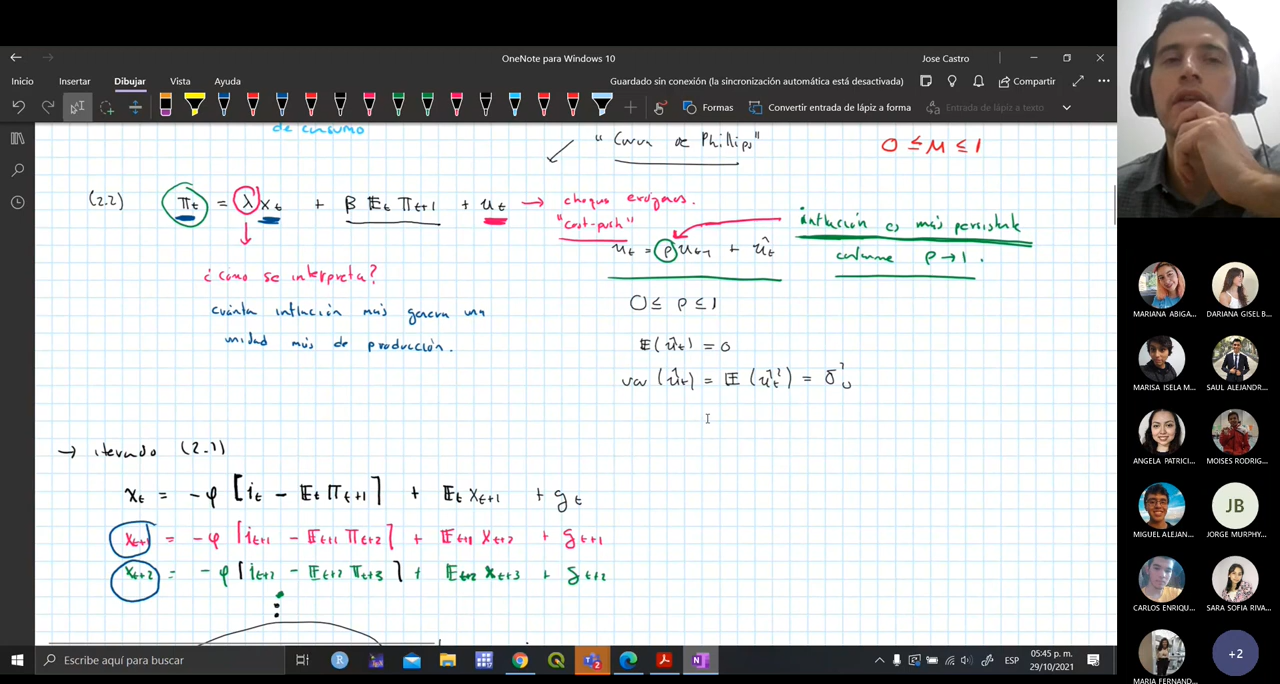 OneNote para Windows 10
Jose Castro
Inicio Insertar Dibujar Vista Ayuda
Guardado sin conexión (la sincronización automática está desactivada)
Compartir
Formas
Convertir entrada de lápiz a forma
Entrada de lápiz a texto
de consumo
"Curva de Phillips"
0 ≤ μ ≤ 1
(2.2) πt = λxt + β Et πt+1 + ut → choques exógenos.
"cost-push"
ut = ρ ut-1 + ût
inflación es más persistente
conforme ρ → 1.
¿cómo se interpreta?
cuánta inflación más genera una
unidad más de producción.
0 ≤ ρ ≤ 1
E(ût) = 0
var (ût) = E (ût²) = σ²u
→ iterando (2.1)
xt = -φ [it - Et πt+1] + Et xt+1 + gt
xt+1 = -φ [it+1 - Et+1 πt+2] + Et+1 xt+2 + gt+1
xt+2 = -φ [it+2 - Et+2 πt+3] + Et+2 xt+3 + gt+2
MARIANA ABIGA...
DARIANA GISEL B...
MARISA ISELA M...
SAUL ALEJANDR...
ANGELA PATRICI...
MOISES RODRIG...
MIGUEL ALEJAN...
JB
JORGE MURPHY...
CARLOS ENRIQU...
SARA SOFIA RIVA...
MARIA FERNAND...
+2
Escribe aquí para buscar
ESP
05:45 p. m.
29/10/2021